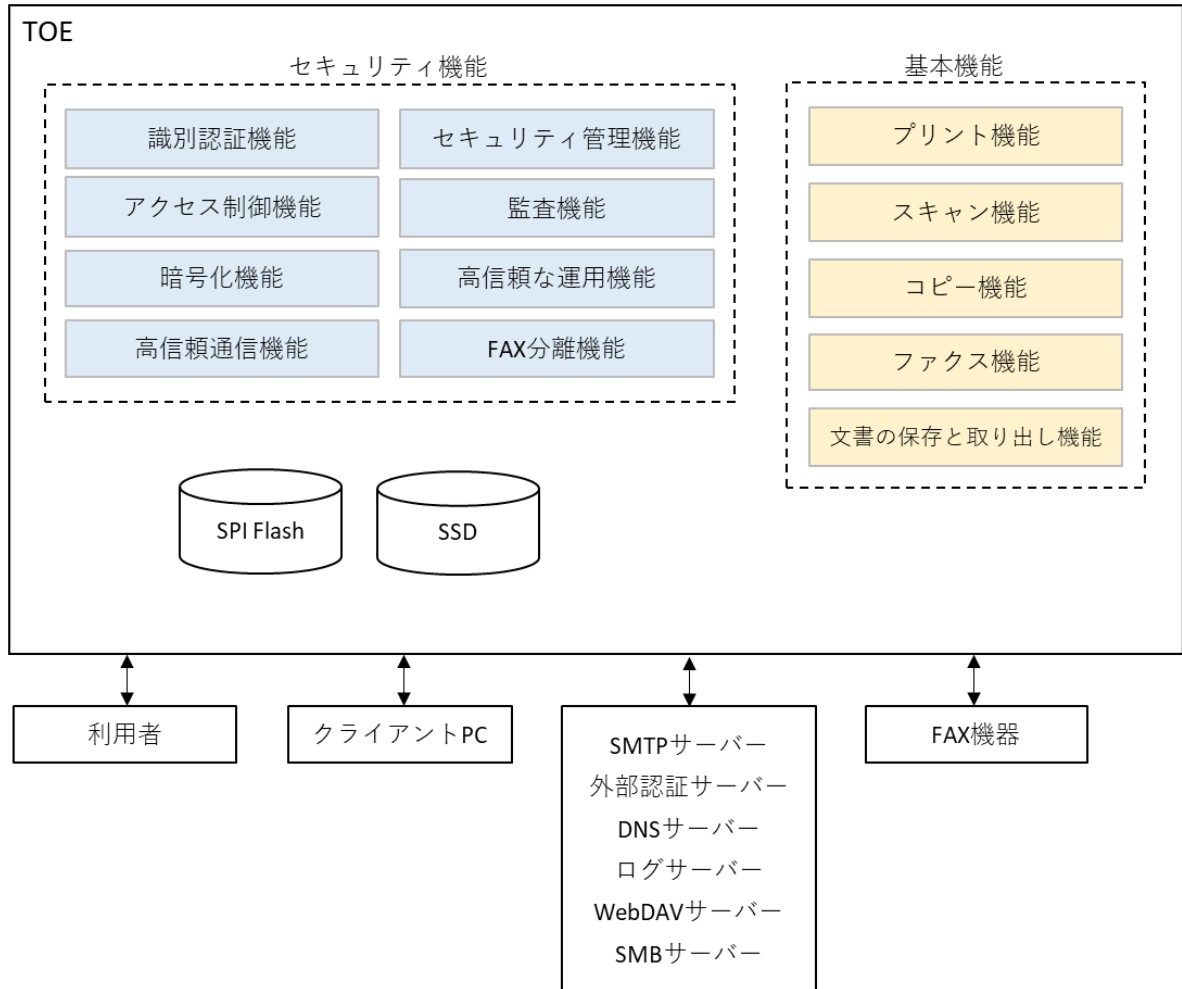 TOE
セキュリティ機能
基本機能
識別認証機能
セキュリティ管理機能
アクセス制御機能
監査機能
暗号化機能
高信頼な運用機能
高信頼通信機能
FAX分離機能
プリント機能
スキャン機能
コピー機能
ファクス機能
文書の保存と取り出し機能
SPI Flash
SSD
利用者
クライアントPC
SMTPサーバー
外部認証サーバー
DNSサーバー
ログサーバー
WebDAVサーバー
SMBサーバー
FAX機器